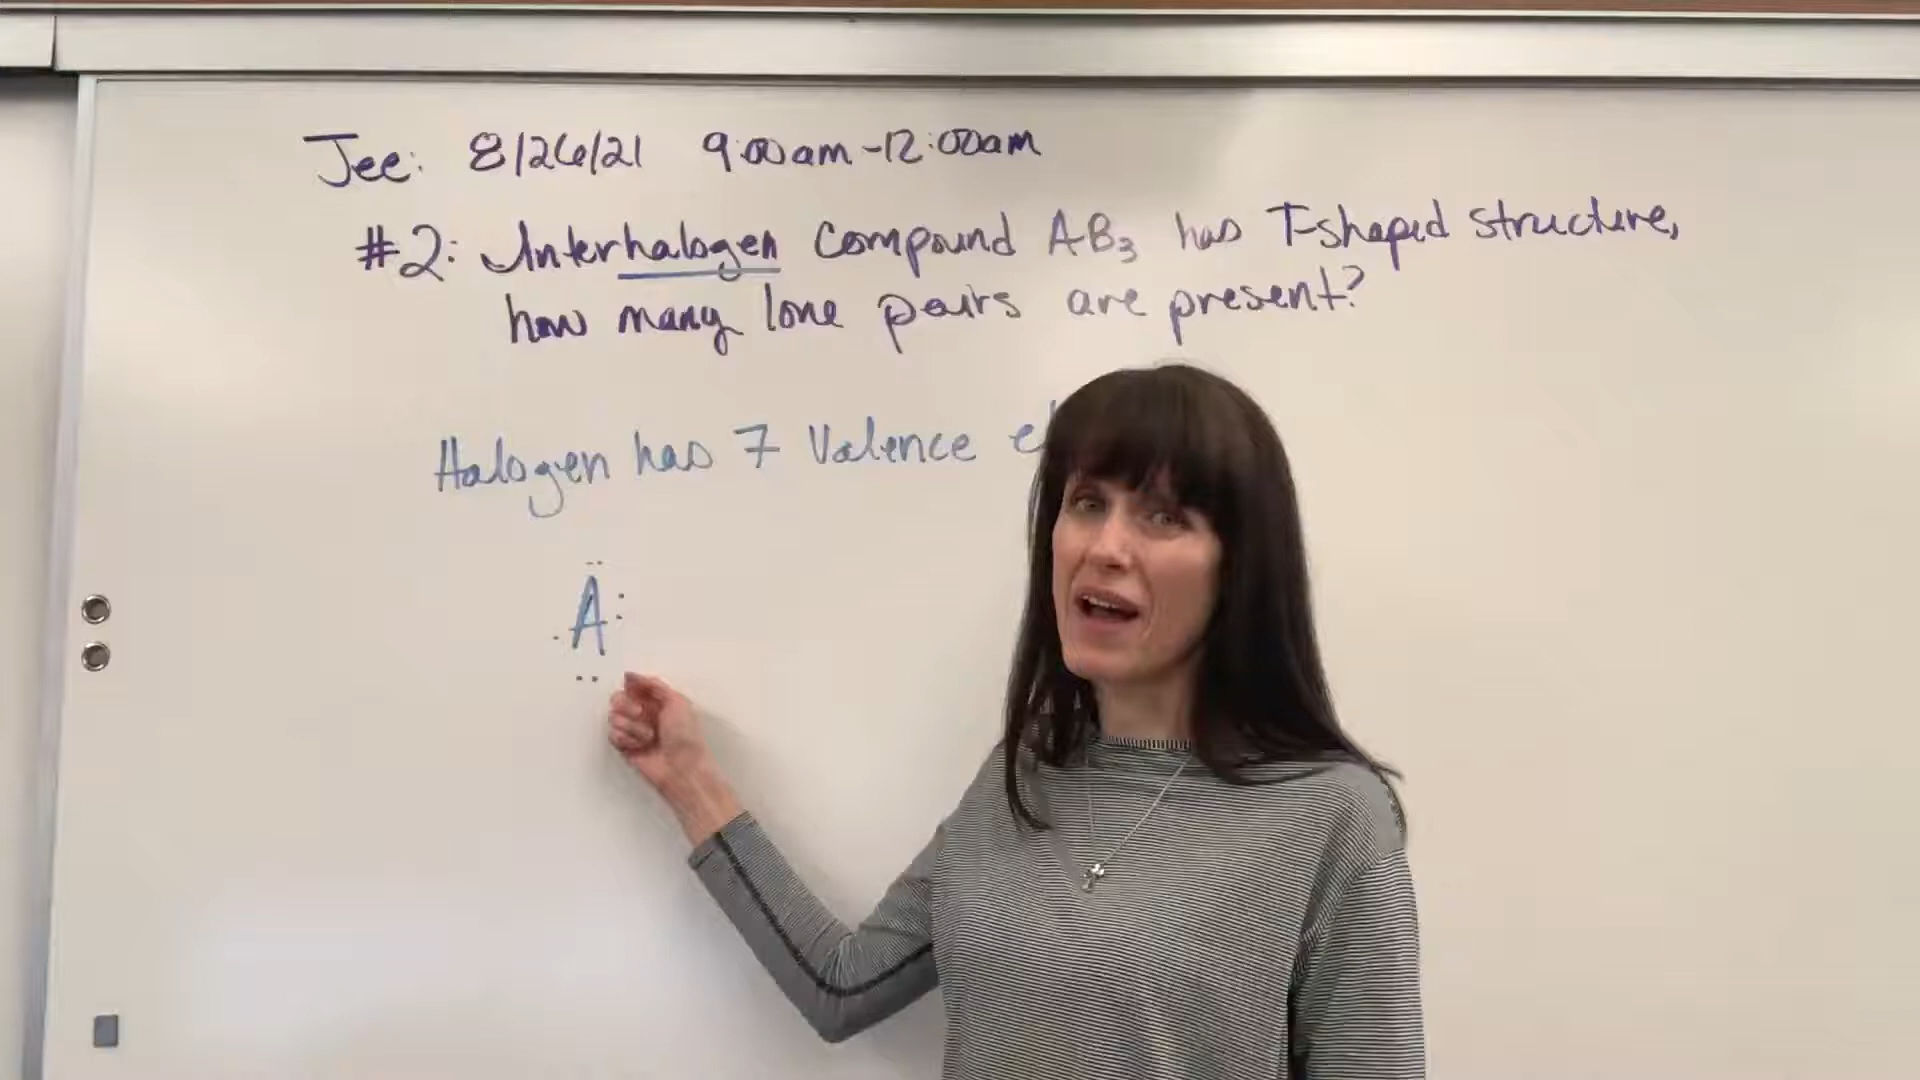 Jee: 8/26/21 9:00am-12:00am
#2: Interhalogen compound AB₃ has T-shaped structure,
how many lone pairs are present?
Halogen has 7 Valence
A